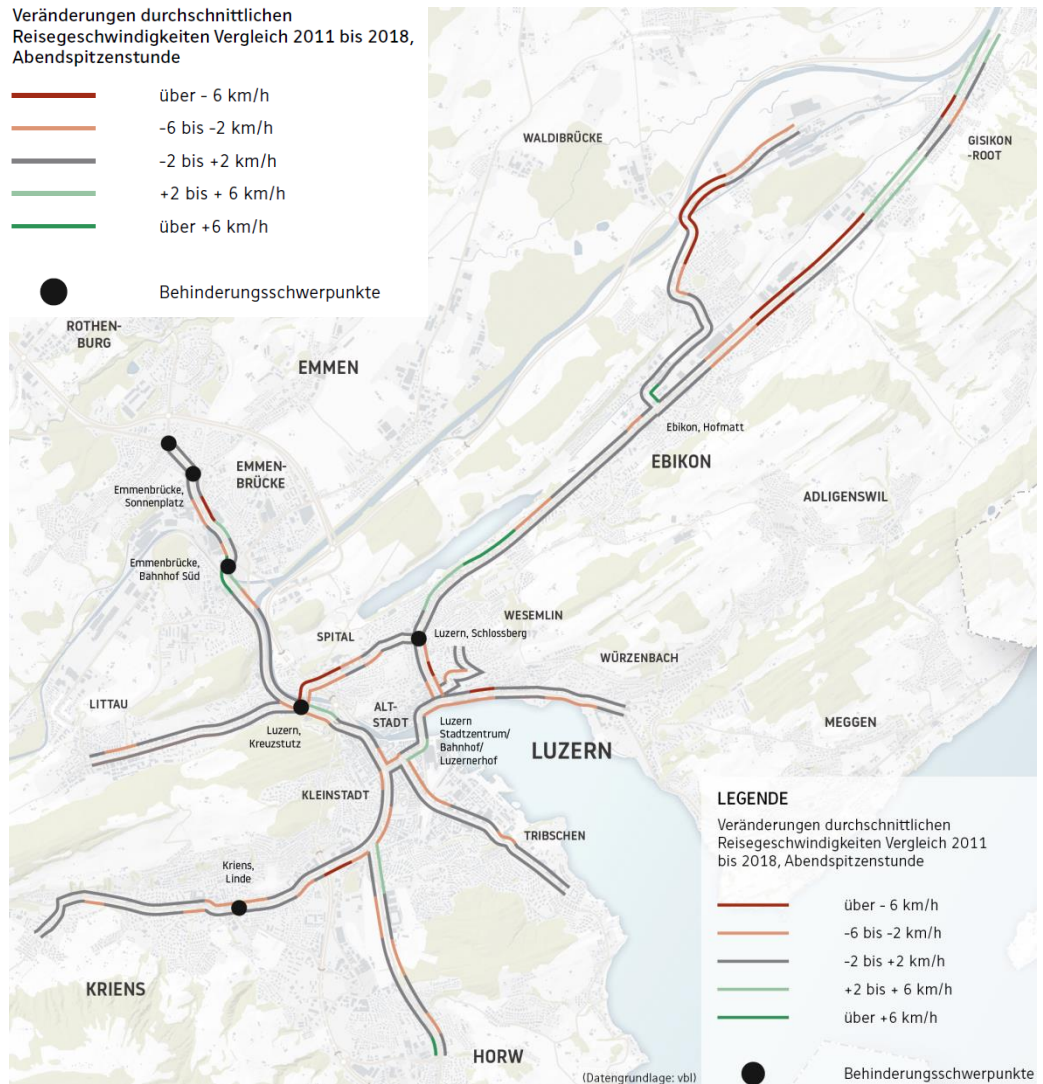 Veränderungen durchschnittlichen
Reisegeschwindigkeiten Vergleich 2011 bis 2018,
Abendspitzenstunde
über - 6 km/h
-6 bis -2 km/h
-2 bis +2 km/h
+2 bis + 6 km/h
über +6 km/h
Behinderungsschwerpunkte
WALDIBRÜCKE
GISIKON
-ROOT
ROTHEN-
BURG
EMMEN
Ebikon, Hofmatt
EBIKON
EMMEN-
BRÜCKE
Emmenbrücke,
Sonnenplatz
ADLIGENSWIL
Emmenbrücke,
Bahnhof Süd
WESEMLIN
SPITAL
Luzern, Schlossberg
WÜRZENBACH
LITTAU
ALT-
STADT
Luzern
Stadtzentrum/
Bahnhof/
Luzernerhof
MEGGEN
Luzern,
Kreuzstutz
LUZERN
KLEINSTADT
TRIBSCHEN
Kriens,
Linde
KRIENS
HORW
(Datengrundlage: vbl)
LEGENDE
Veränderungen durchschnittlichen
Reisegeschwindigkeiten Vergleich 2011
bis 2018, Abendspitzenstunde
über - 6 km/h
-6 bis -2 km/h
-2 bis +2 km/h
+2 bis + 6 km/h
über +6 km/h
Behinderungsschwerpunkte